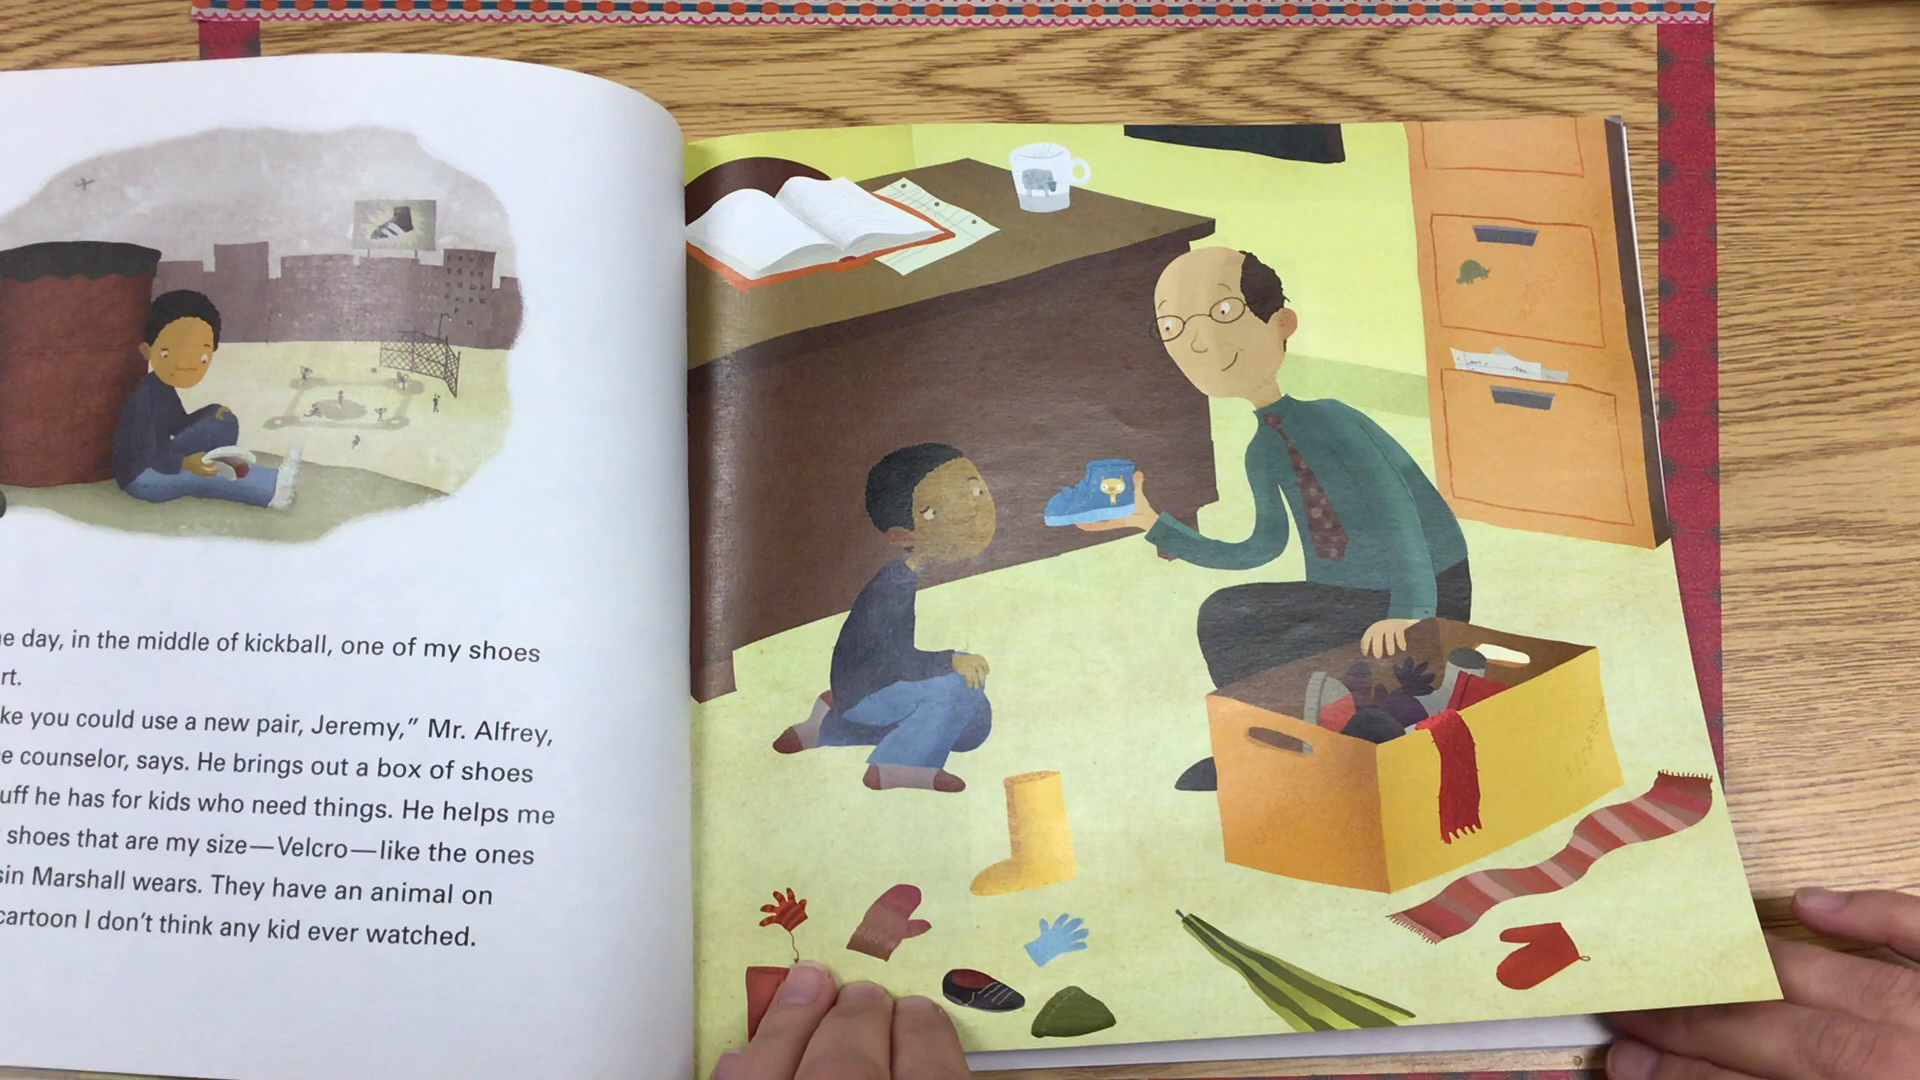 e day, in the middle of kickball, one of my shoes
rt.
ke you could use a new pair, Jeremy,” Mr. Alfrey,
e counselor, says. He brings out a box of shoes
uff he has for kids who need things. He helps me
shoes that are my size—Velcro—like the ones
sin Marshall wears. They have an animal on
cartoon I don’t think any kid ever watched.